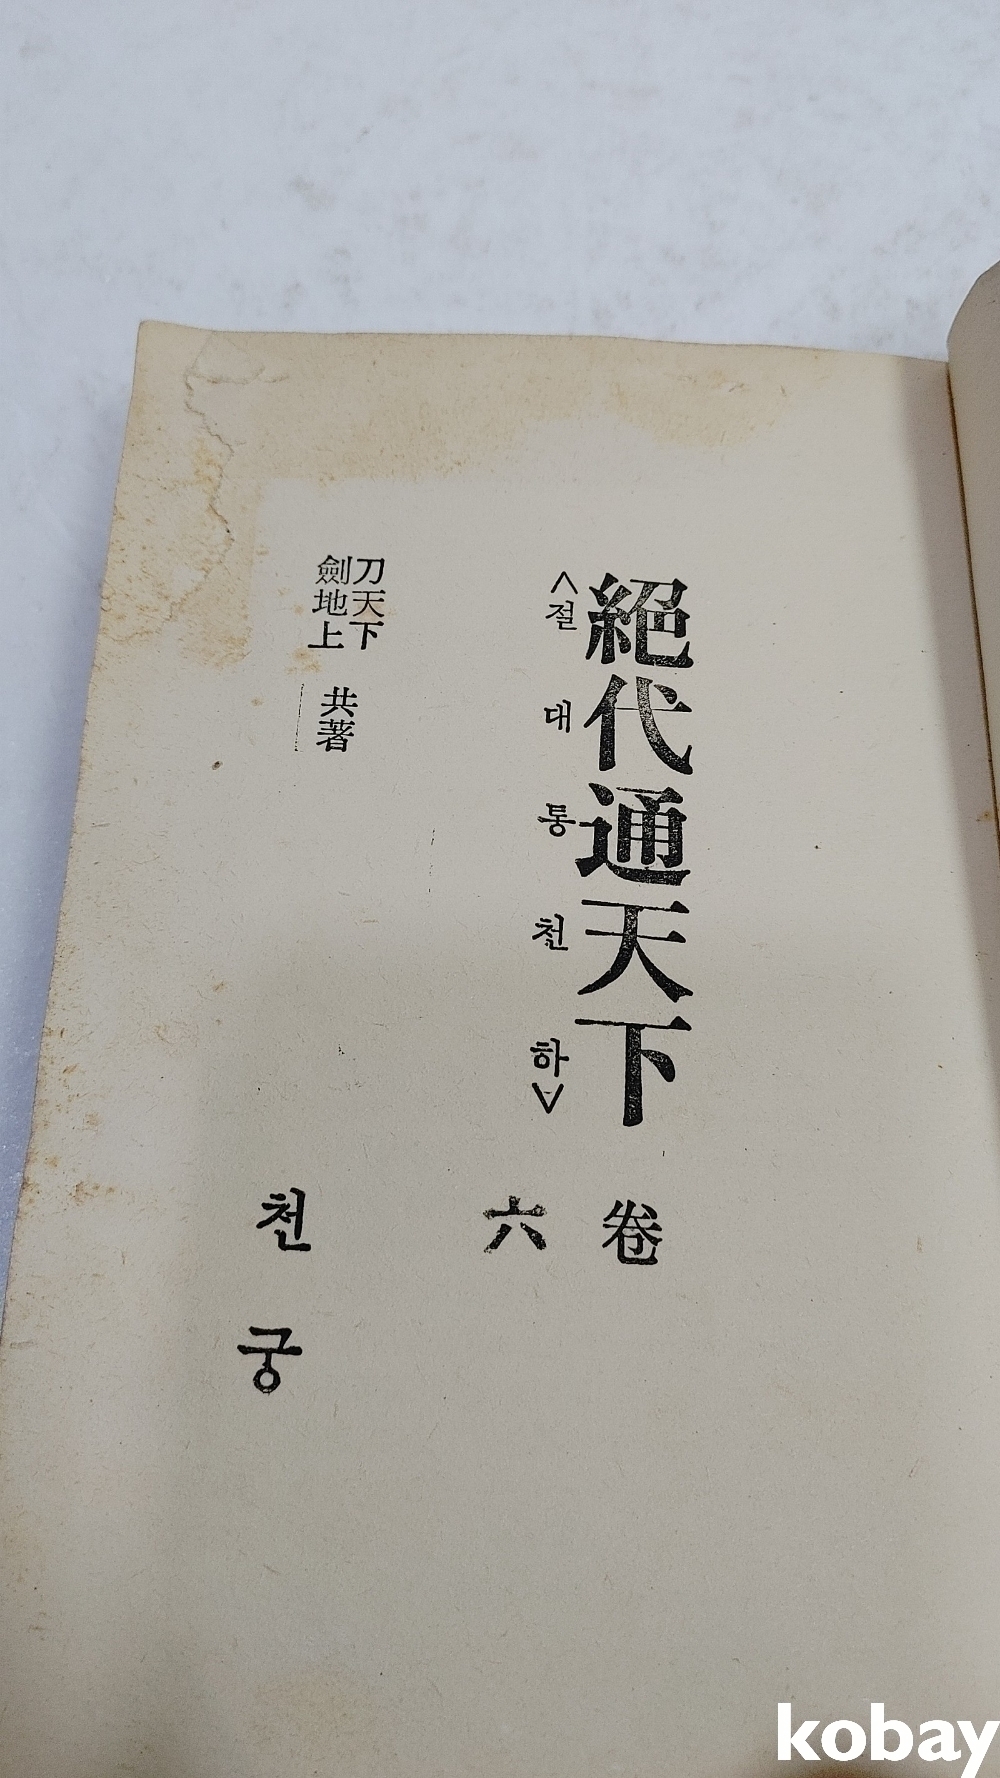 絕代通天下
<절대통천하>
卷六
刀天下
劍地上
共著
천궁
kobay